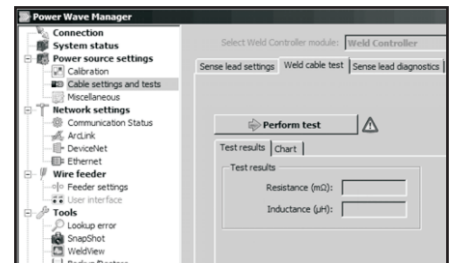 Power Wave Manager
Connection
System status
Power source settings
Calibration
Cable settings and tests
Miscellaneous
Network settings
Communication Status
ArcLink
DeviceNet
Ethernet
Wire feeder
Feeder settings
User interface
Tools
Lookup error
SnapShot
WeldView
Backup/Restore
Select Weld Controller module: Weld Controller
Sense lead settings Weld cable test Sense lead diagnostics
Perform test
Test results Chart
Test results
Resistance (mΩ):
Inductance (µH):